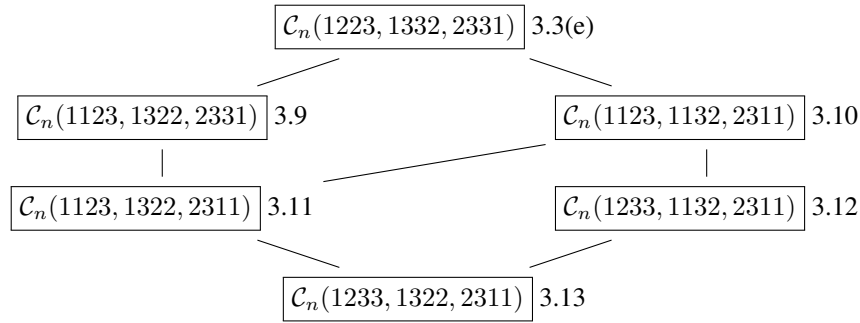 𝒞ₙ(1223, 1332, 2331) 3.3(e)
𝒞ₙ(1123, 1322, 2331) 3.9 𝒞ₙ(1123, 1132, 2311) 3.10
𝒞ₙ(1123, 1322, 2311) 3.11 𝒞ₙ(1233, 1132, 2311) 3.12
𝒞ₙ(1233, 1322, 2311) 3.13